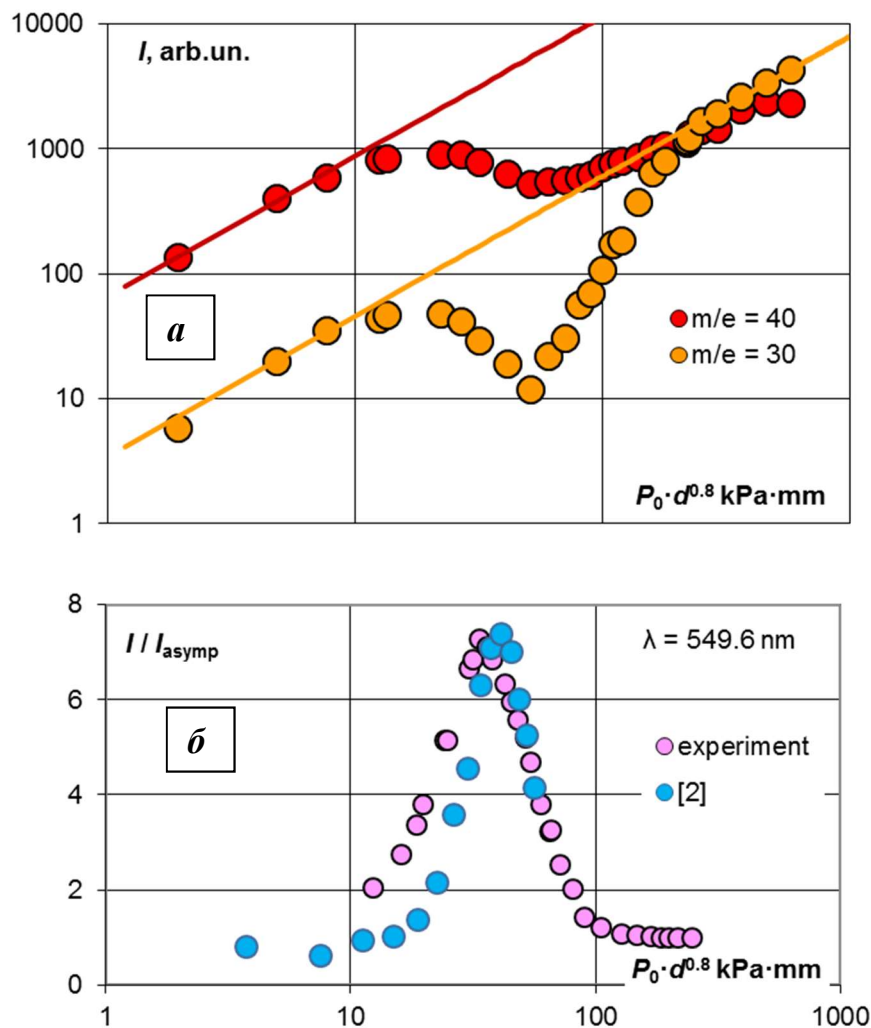 10000
I, arb.un.
1000
100
а
m/e = 40
m/e = 30
10
P₀·d⁰·⁸ kPa·mm
1
8
I / Iasymp
λ = 549.6 nm
6
б
experiment
[2]
4
2
P₀·d⁰·⁸ kPa·mm
0
1 10 100 1000